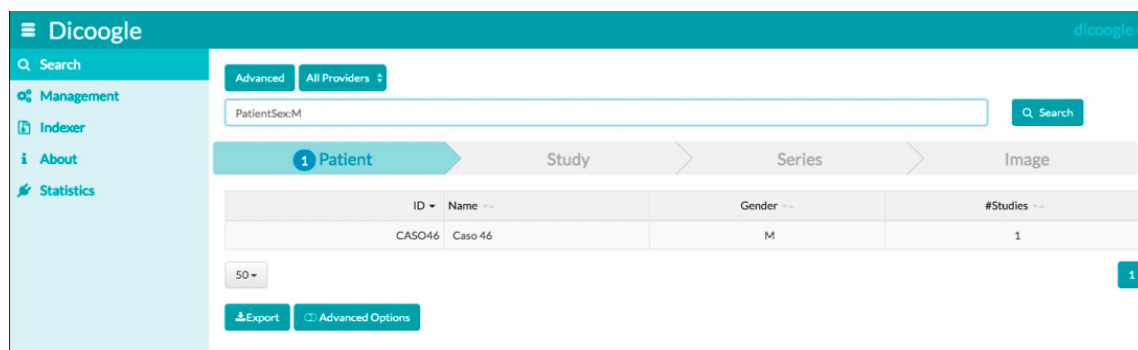 Dicoogle
dicoogle
Search
Management
Indexer
About
Statistics
Advanced All Providers
PatientSex:M
Search
1 Patient Study Series Image
ID Name Gender #Studies
CASO46 Caso 46 M 1
50
1
Export Advanced Options